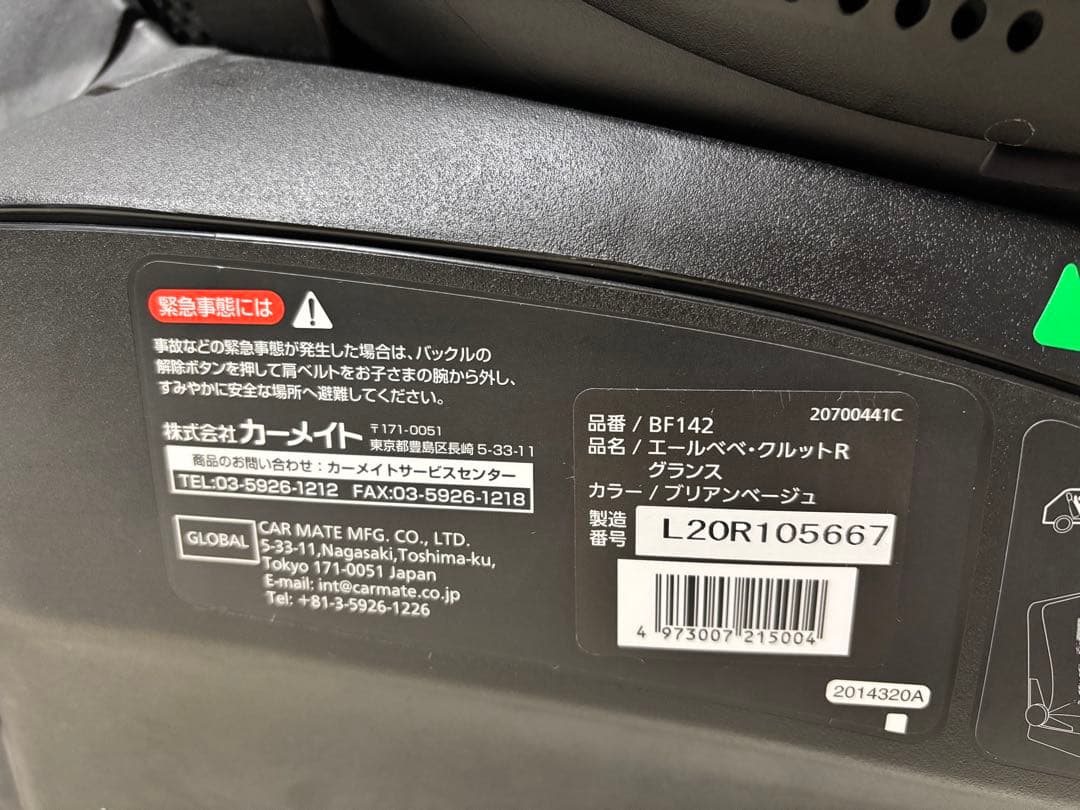 緊急事態には
事故などの緊急事態が発生した場合は、バックルの
解除ボタンを押して肩ベルトをお子さまの腕から外し、
すみやかに安全な場所へ避難してください。
株式会社カーメイト 〒171-0051
東京都豊島区長崎 5-33-11
商品のお問い合わせ：カーメイトサービスセンター
TEL:03-5926-1212 FAX:03-5926-1218
GLOBAL
CAR MATE MFG. CO., LTD.
5-33-11,Nagasaki,Toshima-ku,
Tokyo 171-0051 Japan
E-mail: int@carmate.co.jp
Tel: +81-3-5926-1226
20700441C
品番 / BF142
品名 / エールベベ・クルットR
グランス
カラー / ブリアンベージュ
製造
番号
L20R105667
4 973007 215004
2014320A